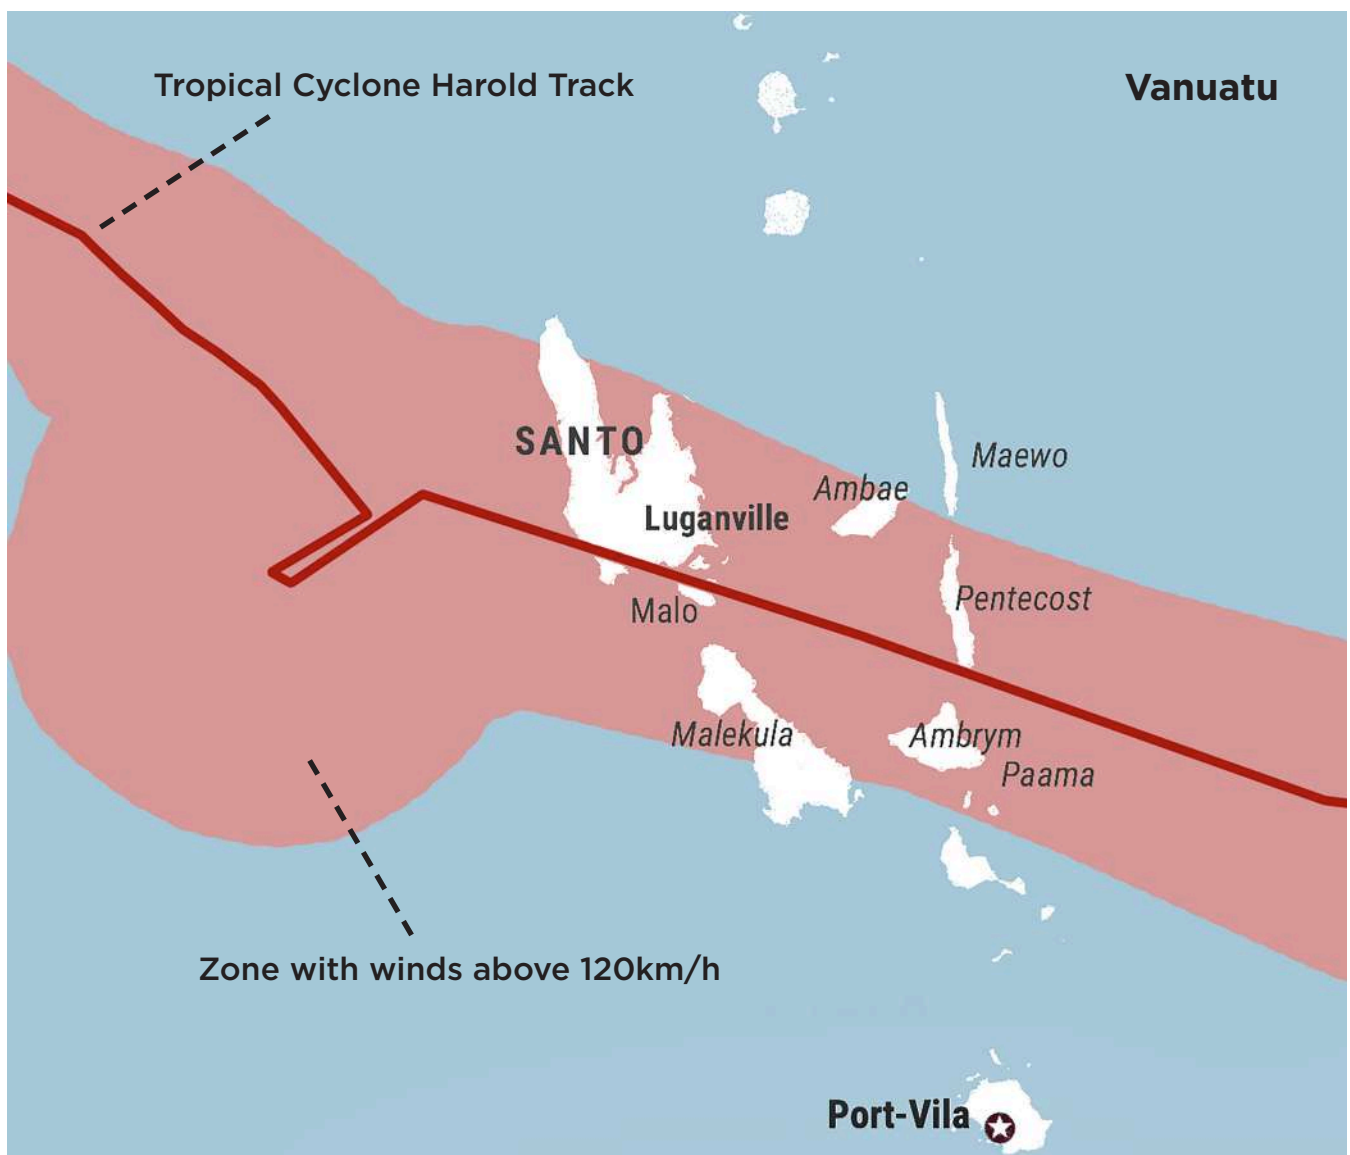 Tropical Cyclone Harold Track
Vanuatu
SANTO
Maewo
Ambae
Luganville
Pentecost
Malo
Malekula
Ambrym
Paama
Zone with winds above 120km/h
Port-Vila